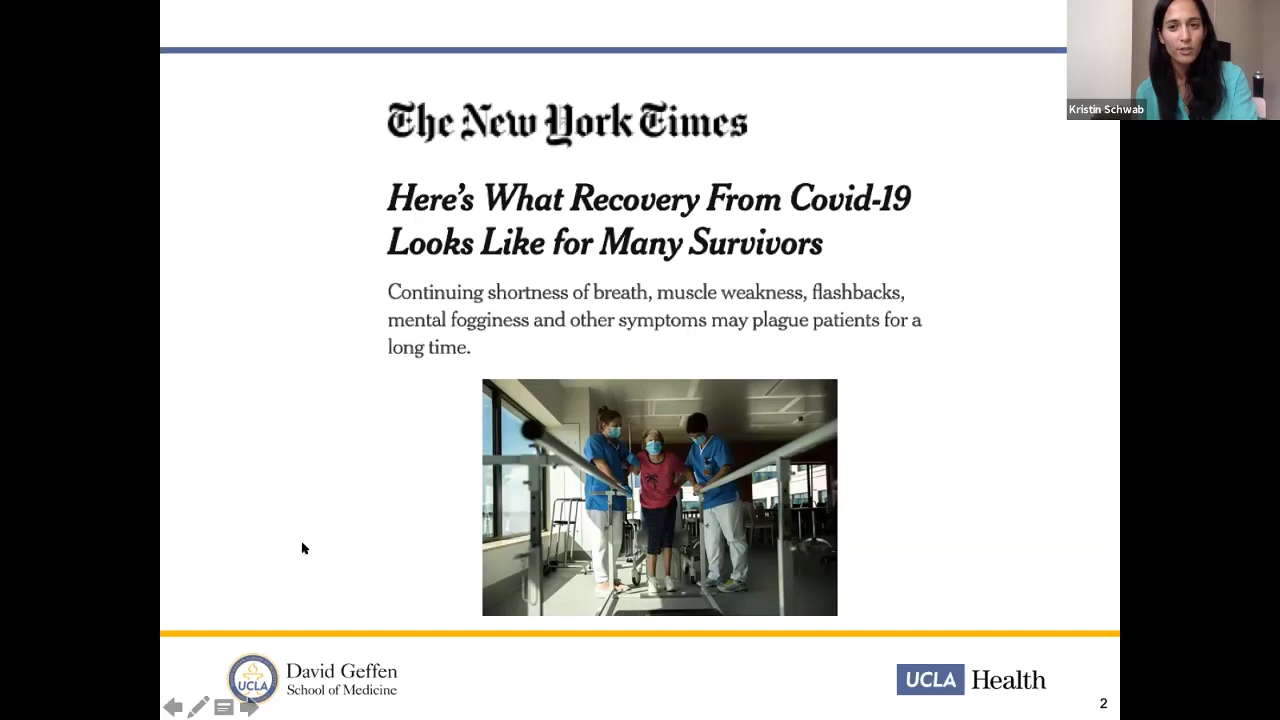 Kristin Schwab
The New York Times
Here's What Recovery From Covid-19
Looks Like for Many Survivors
Continuing shortness of breath, muscle weakness, flashbacks,
mental fogginess and other symptoms may plague patients for a
long time.
UCLA
David Geffen
School of Medicine
UCLA Health
2